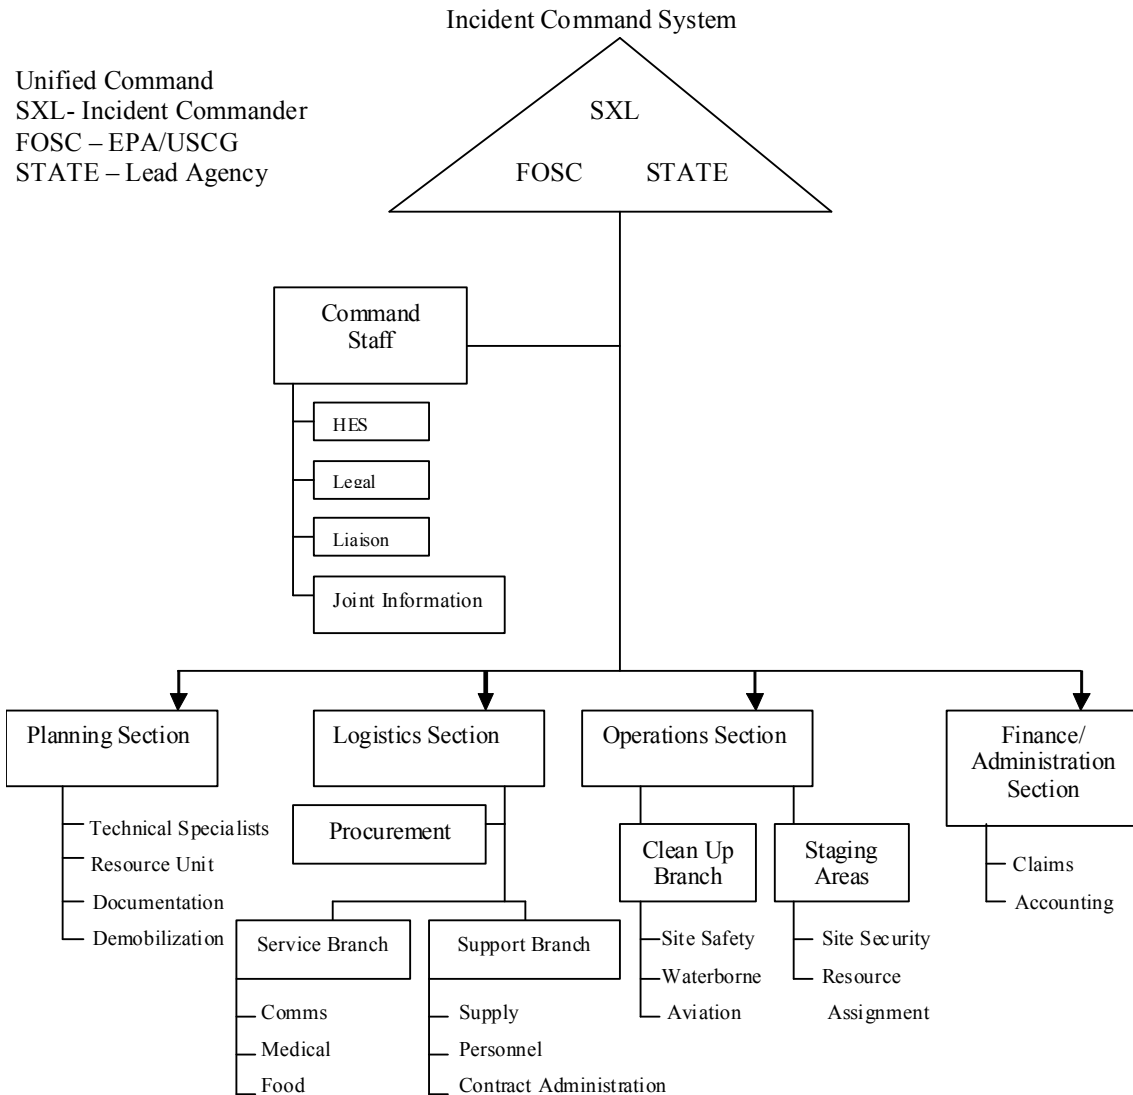 Incident Command System
Unified Command
SXL- Incident Commander
FOSC – EPA/USCG
STATE – Lead Agency
SXL
FOSC STATE
Command
Staff
HES
Legal
Liaison
Joint Information
Planning Section
Technical Specialists
Resource Unit
Documentation
Demobilization
Logistics Section
Procurement
Service Branch
Comms
Medical
Food
Support Branch
Supply
Personnel
Contract Administration
Operations Section
Clean Up
Branch
Site Safety
Waterborne
Aviation
Staging
Areas
Site Security
Resource
Assignment
Finance/
Administration
Section
Claims
Accounting